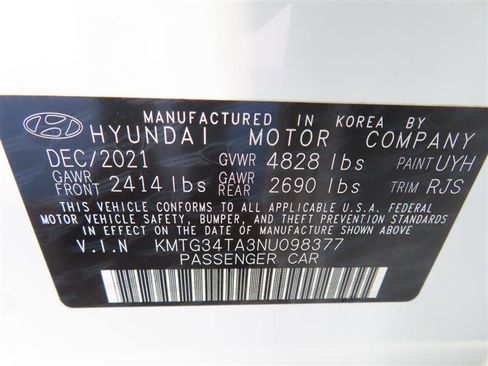 MANUFACTURED IN KOREA BY
HYUNDAI MOTOR COMPANY
DEC/2021 GVWR 4828 lbs PAINT UYH
GAWR FRONT 2414 lbs GAWR REAR 2690 lbs TRIM RJS
THIS VEHICLE CONFORMS TO APPLICABLE U.S.A. FEDERAL
MOTOR VEHICLE SAFETY, BUMPER, AND THEFT
PREVENTION STANDARDS IN EFFECT ON THE DATE OF
MANUFACTURE SHOWN ABOVE.
V.I.N KMTG34TA3NU098377
PASSENGER CAR